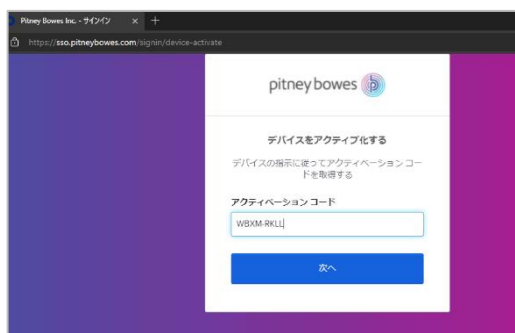 Pitney Bowes Inc. - サインイン
https://sso.pitneybowes.com/signin/device-activate
pitney bowes
デバイスをアクティブ化する
デバイスの指示に従ってアクティベーション コー
ドを取得する
アクティベーション コード
WBXM-RKLL
次へ